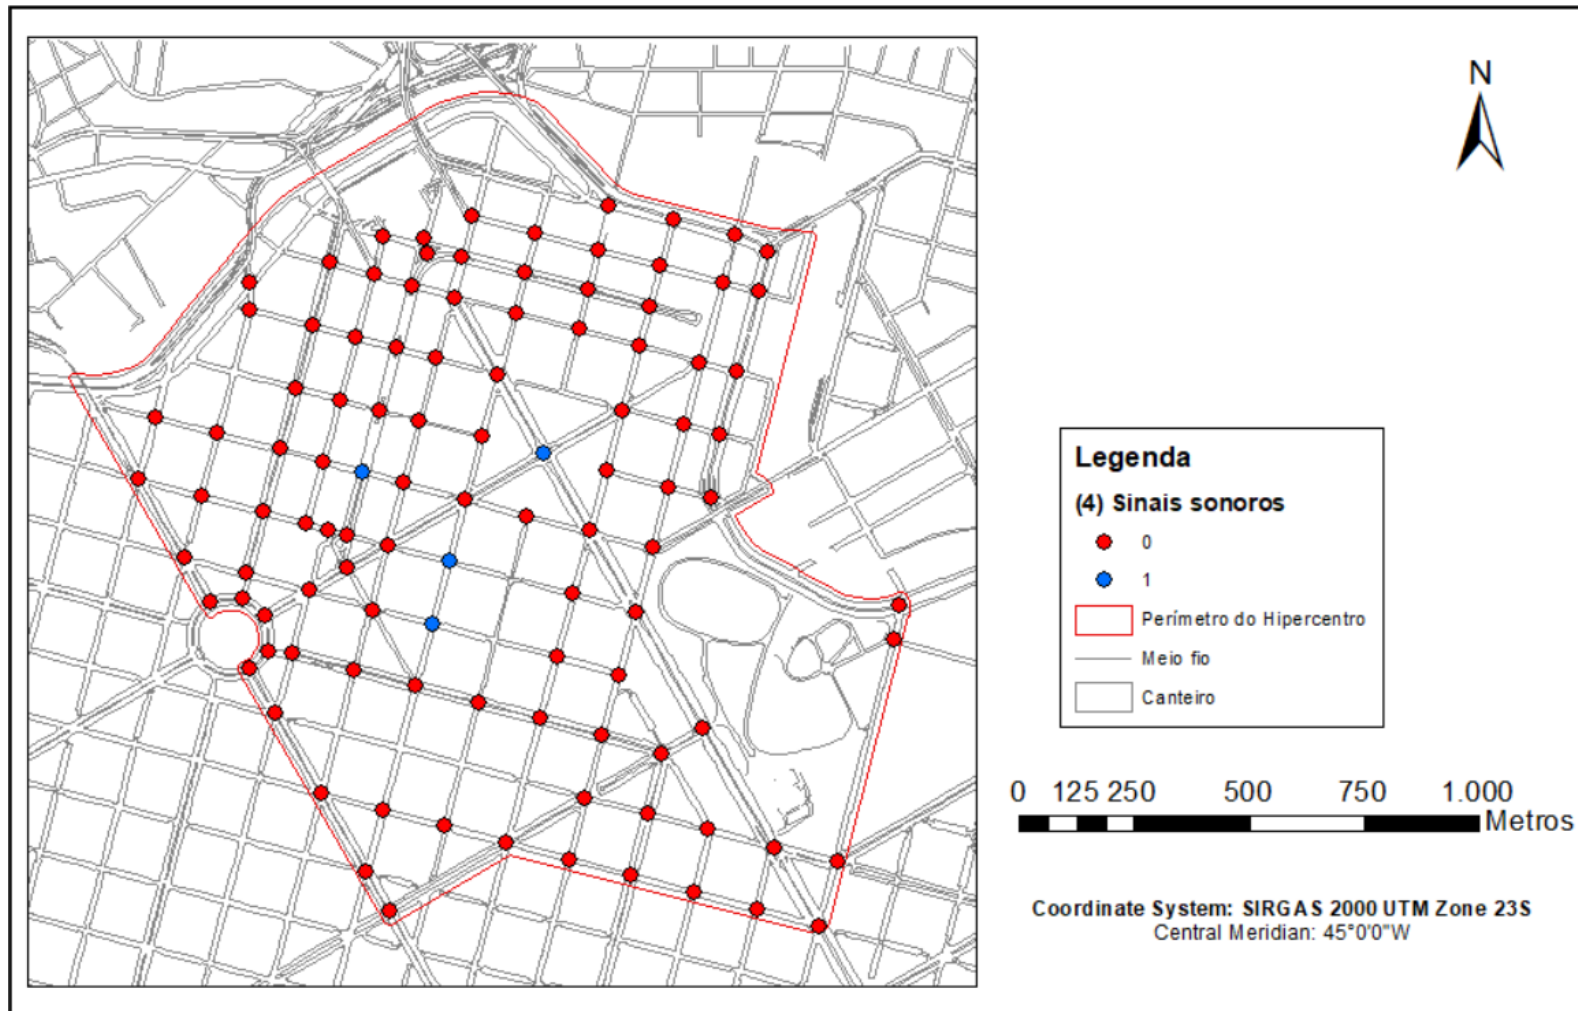 N
Legenda
(4) Sinais sonoros
0
1
Perímetro do Hipercentro
Meio fio
Canteiro
0 125 250 500 750 1.000
Metros
Coordinate System: SIRGAS 2000 UTM Zone 23S
Central Meridian: 45°0'0"W